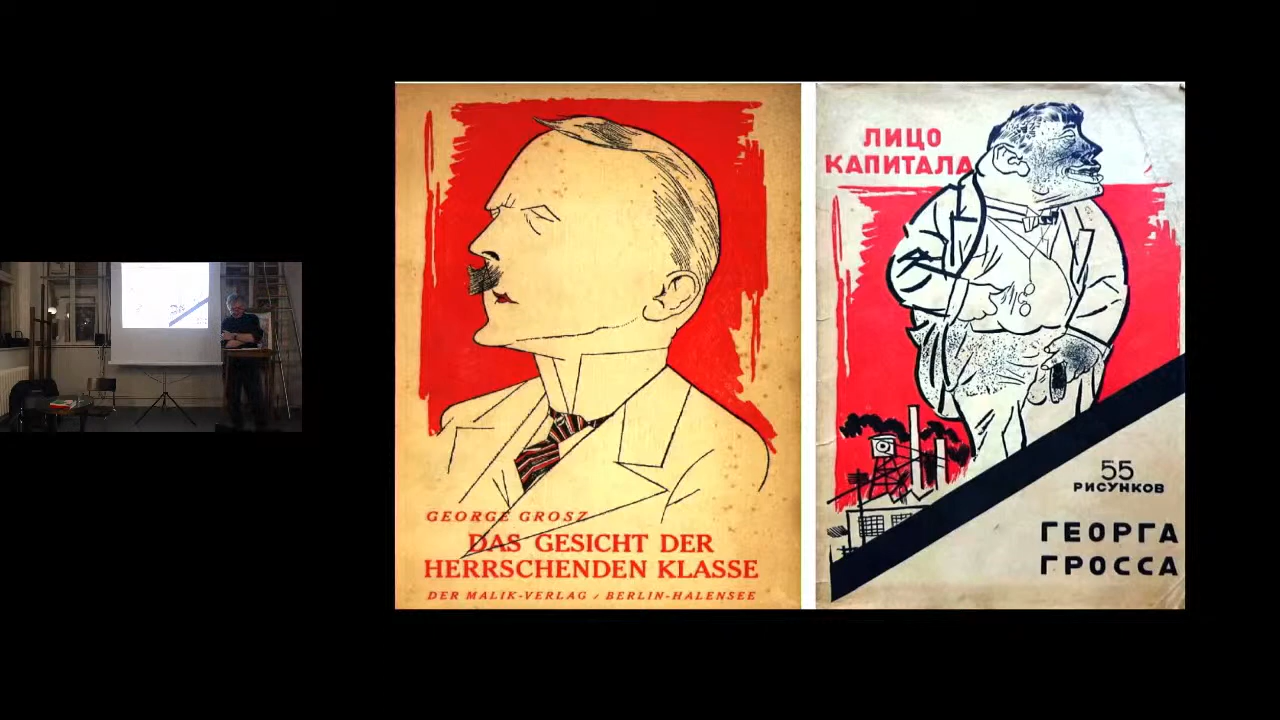 GEORGE GROSZ
DAS GESICHT DER
HERRSCHENDEN KLASSE
DER MALIK-VERLAG / BERLIN-HALENSEE
ЛИЦО
КАПИТАЛА
55
РИСУНКОВ
ГЕОРГА
ГРОССА